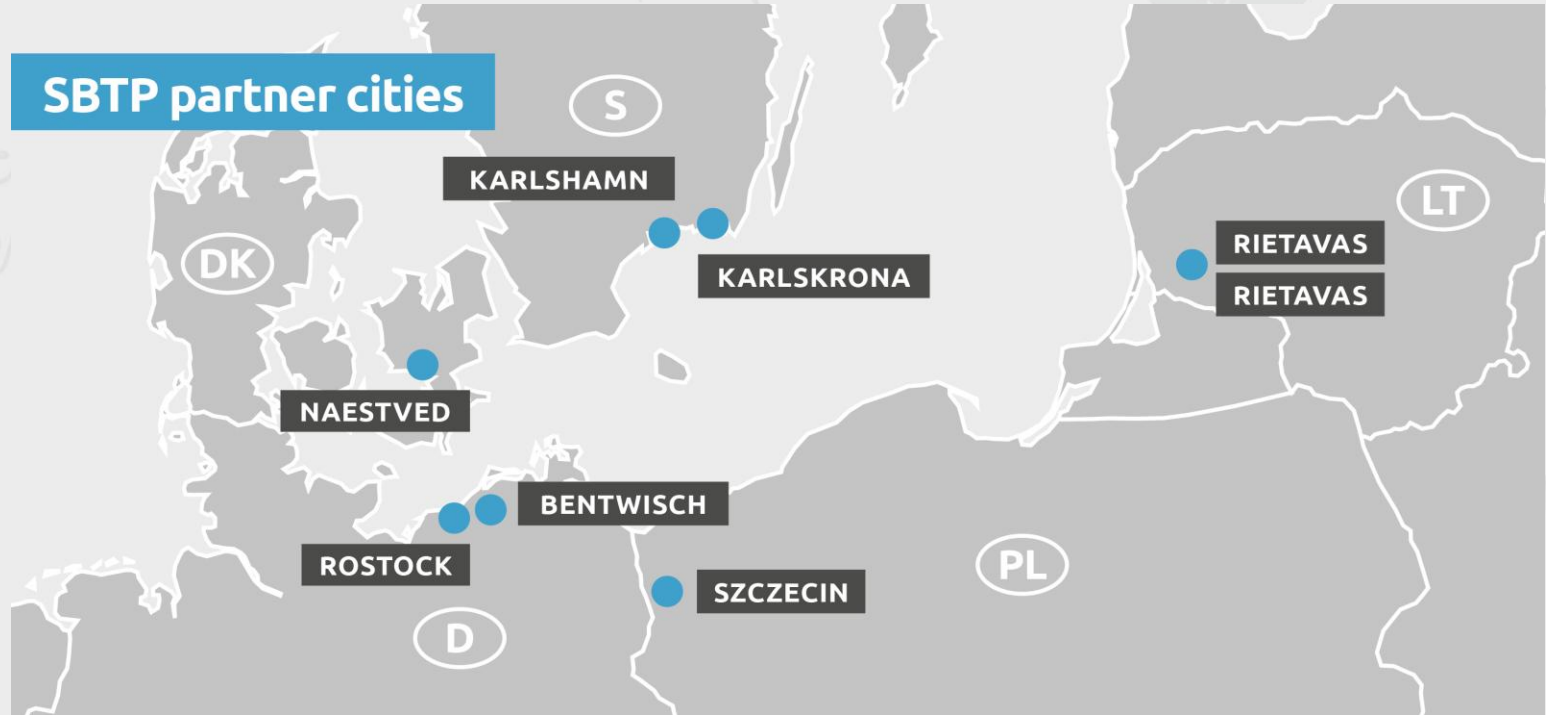 SBTP partner cities
S
KARLSHAMN
LT
DK
RIETAVAS
KARLSKRONA
RIETAVAS
NAESTVED
BENTWISCH
ROSTOCK
PL
SZCZECIN
D